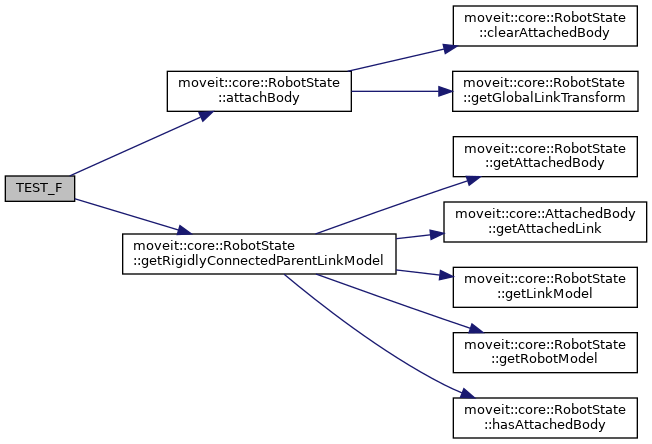 moveit::core::RobotState
::clearAttachedBody
moveit::core::RobotState
::attachBody
moveit::core::RobotState
::getGlobalLinkTransform
moveit::core::RobotState
::getAttachedBody
TEST_F
moveit::core::AttachedBody
::getAttachedLink
moveit::core::RobotState
::getRigidlyConnectedParentLinkModel
moveit::core::RobotState
::getLinkModel
moveit::core::RobotState
::getRobotModel
moveit::core::RobotState
::hasAttachedBody